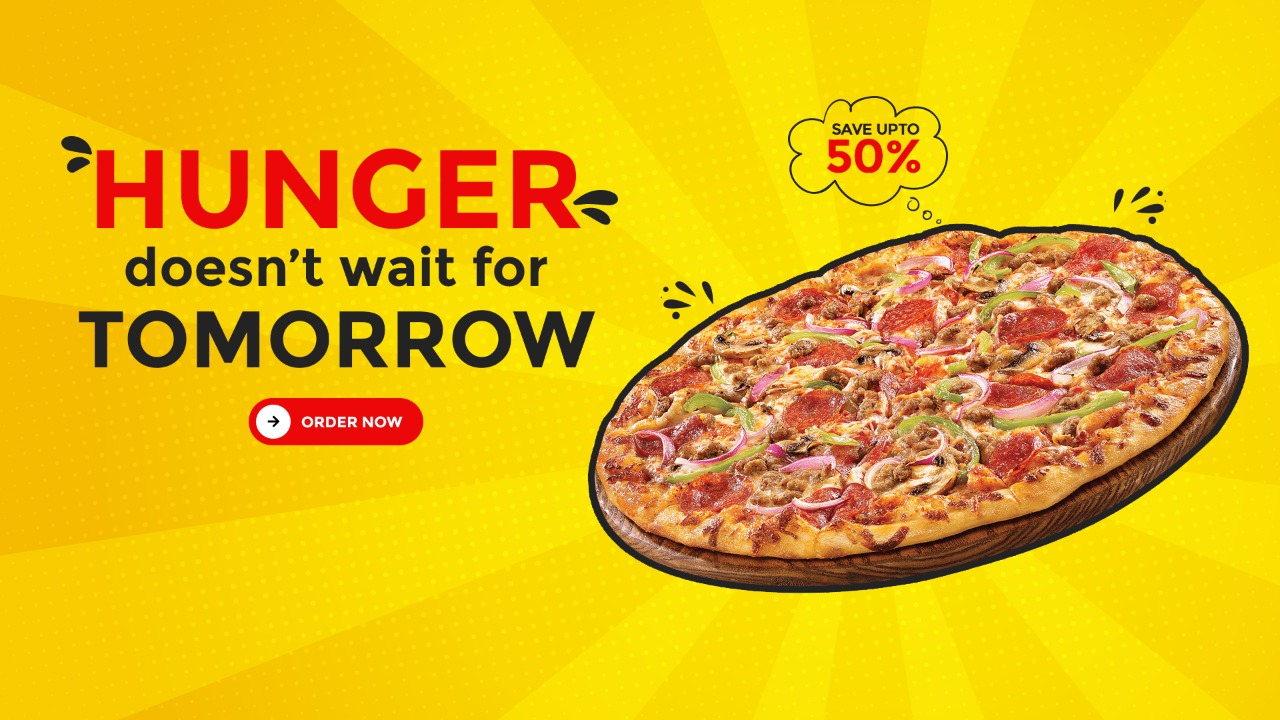 HUNGER
doesn’t wait for
TOMORROW
ORDER NOW
SAVE UPTO
50%